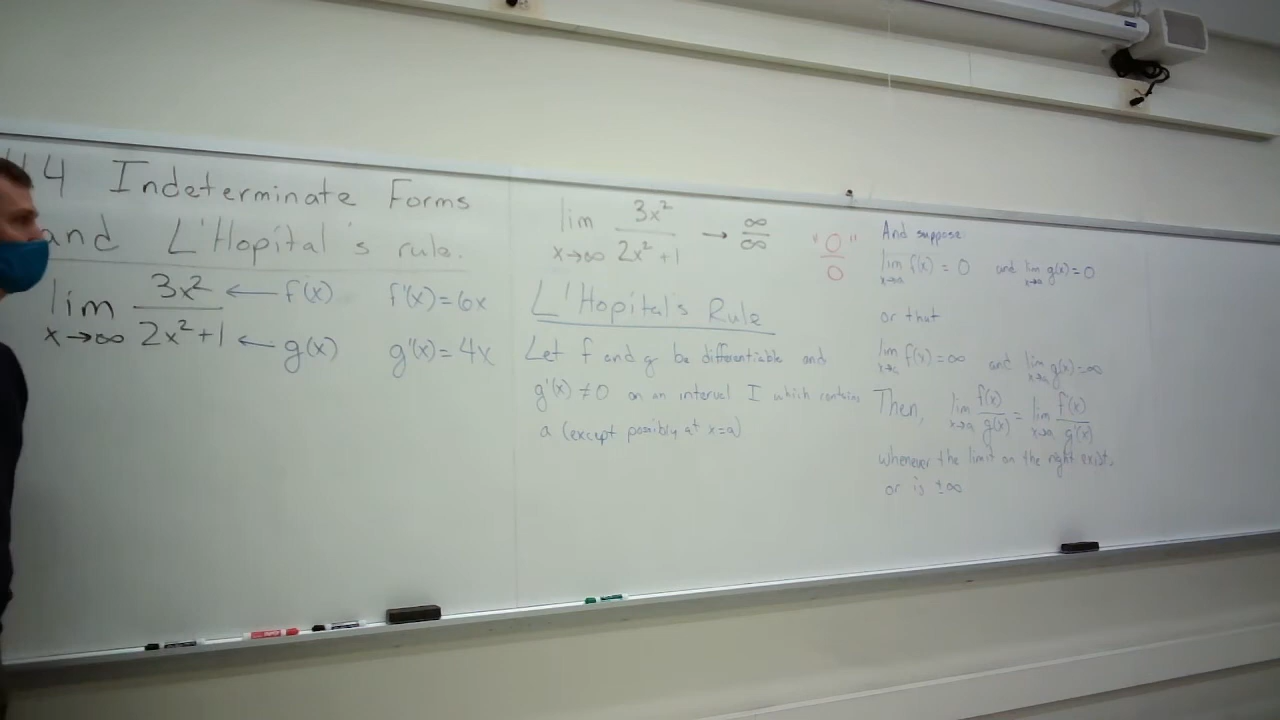 4.4 Indeterminate Forms
and L'Hopital's rule.
lim x→∞ 3x²/(2x²+1) ← f(x) f'(x)=6x
← g(x) g'(x)=4x
lim x→∞ 3x²/(2x²+1) → ∞/∞
"0/0"
L'Hopital's Rule
Let f and g be differentiable and
g'(x) ≠ 0 on an interval I which contains
a (except possibly at x=a)
And suppose
lim x→a f(x) = 0 and lim x→a g(x) = 0
or that
lim x→a f(x) = ∞ and lim x→a g(x) = ∞
Then, lim x→a f(x)/g(x) = lim x→a f'(x)/g'(x)
whenever the limit on the right exist,
or is ±∞